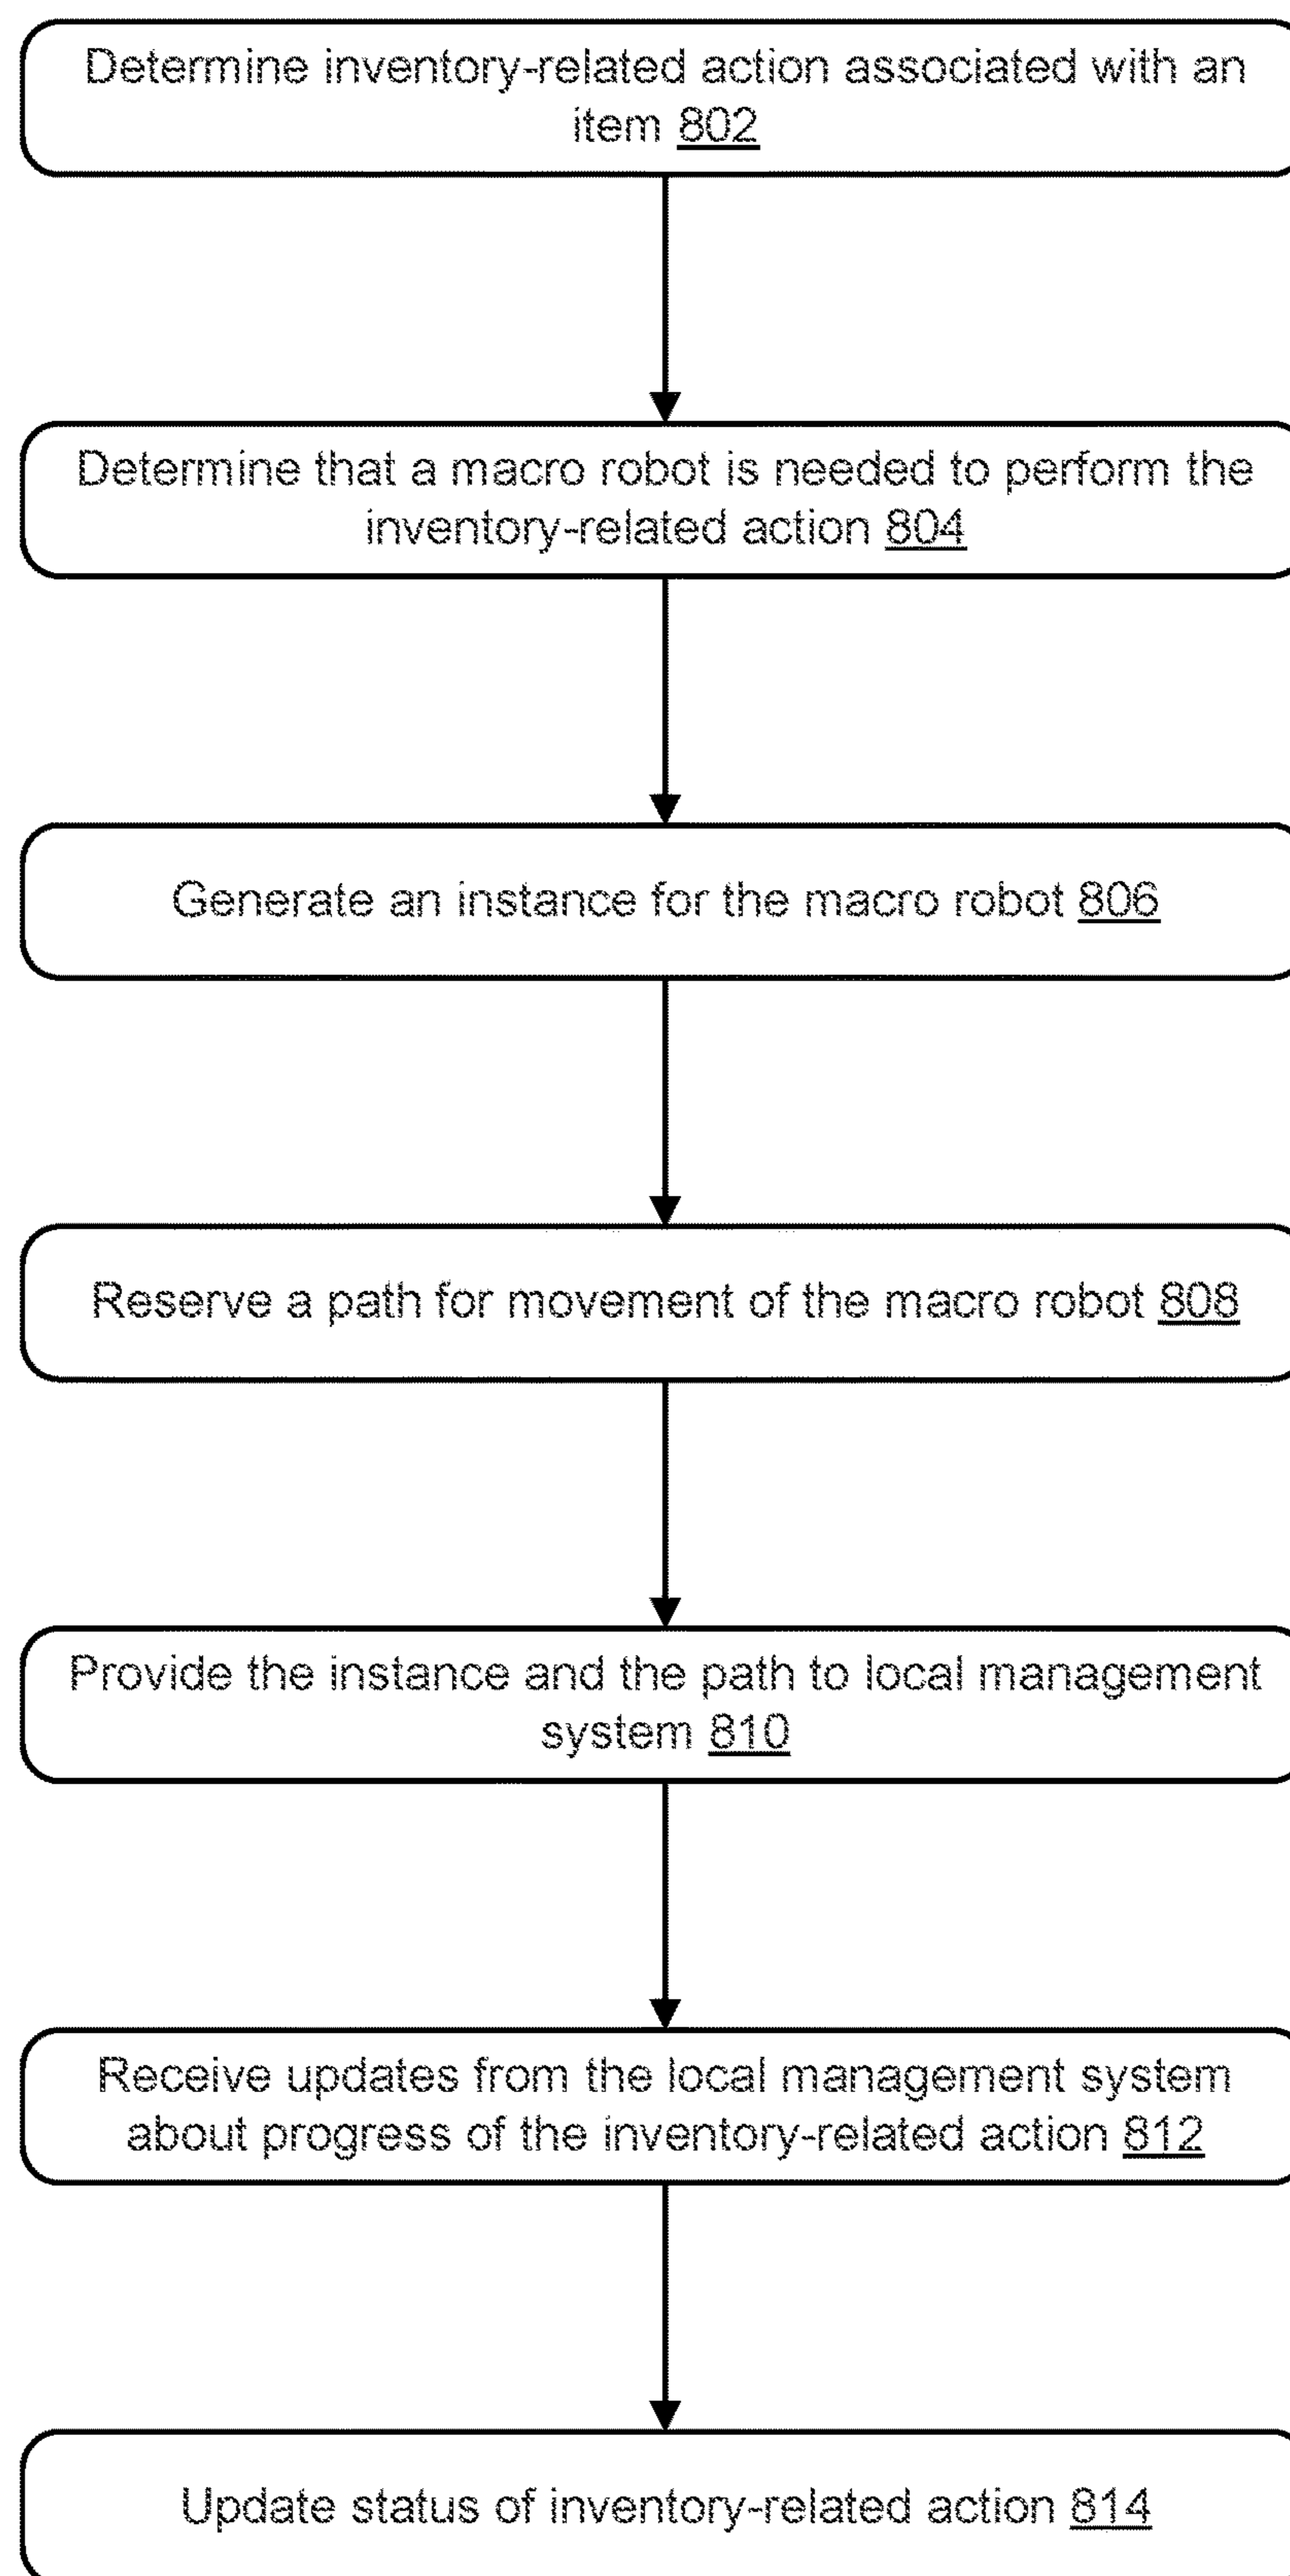 Determine inventory-related action associated with an
item 802
Determine that a macro robot is needed to perform the
inventory-related action 804
Generate an instance for the macro robot 806
Reserve a path for movement of the macro robot 808
Provide the instance and the path to local management
system 810
Receive updates from the local management system
about progress of the inventory-related action 812
Update status of inventory-related action 814